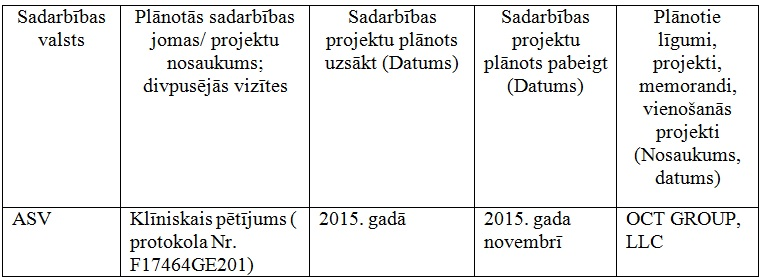 Sadarbības
valsts
Plānotās sadarbības
jomas/ projektu
nosaukums;
divpusējās vizītes
Sadarbības
projektu plānots
uzsākt (Datums)
Sadarbības
projektu
plānots pabeigt
(Datums)
Plānotie
līgumi,
projekti,
memorandi,
vienošanās
projekti
(Nosaukums,
datums)
ASV
Klīniskais pētījums (
protokola Nr.
F17464GE201)
2015. gadā
2015. gada
novembrī
OCT GROUP,
LLC